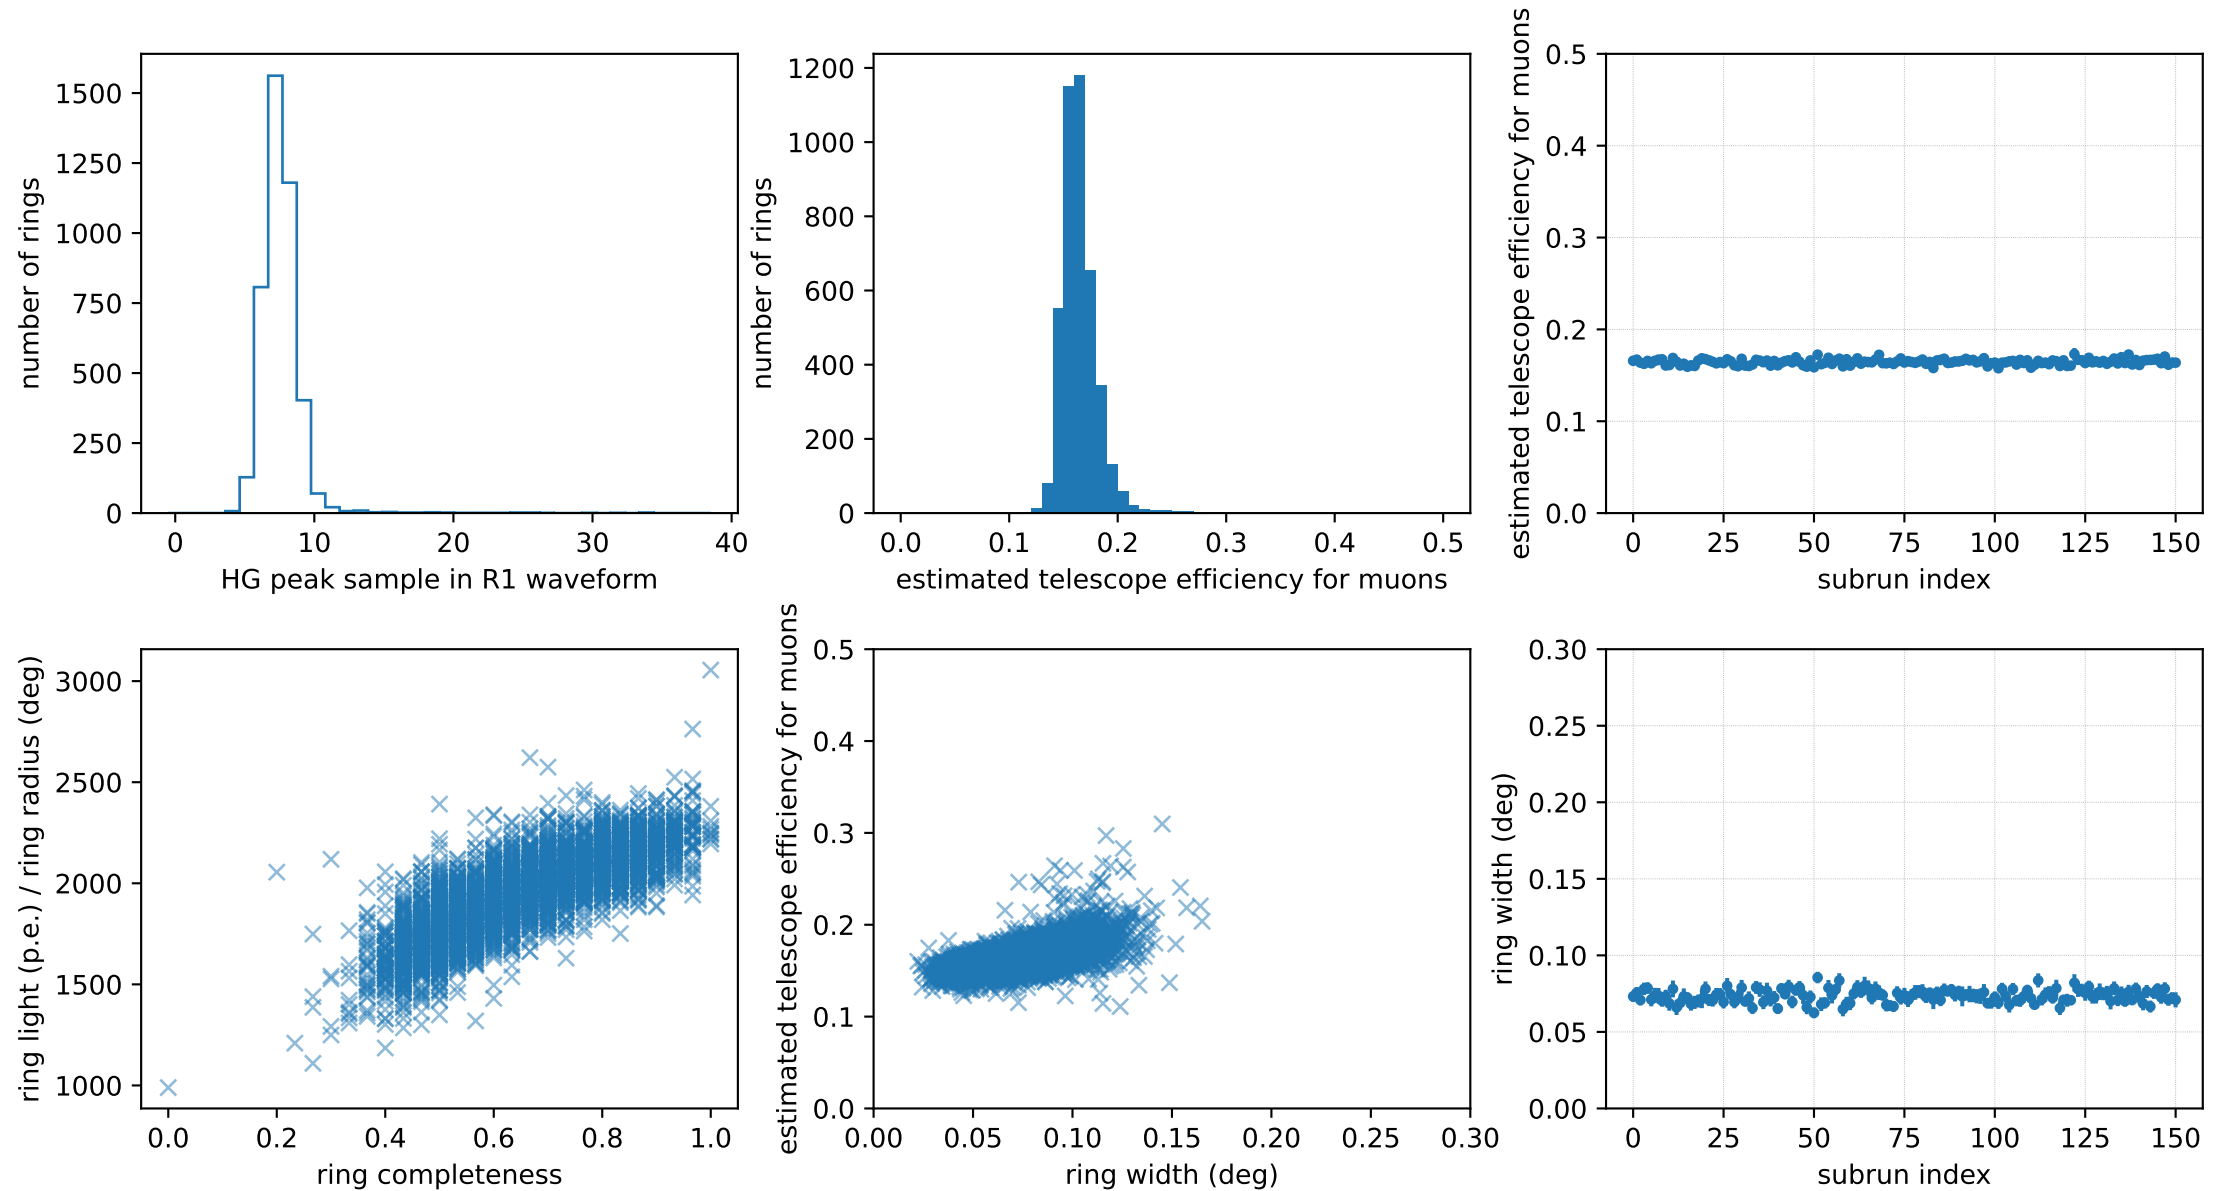 1500
1250
1000
750
500
250
0
number of rings
0 10 20 30 40
HG peak sample in R1 waveform
1200
1000
800
600
400
200
0
number of rings
0.0 0.1 0.2 0.3 0.4 0.5
estimated telescope efficiency for muons
0.5
0.4
0.3
0.2
0.1
0.0
estimated telescope efficiency for muons
0 25 50 75 100 125 150
subrun index
3000
2500
2000
1500
1000
ring light (p.e.) / ring radius (deg)
0.0 0.2 0.4 0.6 0.8 1.0
ring completeness
0.5
0.4
0.3
0.2
0.1
0.0
estimated telescope efficiency for muons
0.00 0.05 0.10 0.15 0.20 0.25 0.30
ring width (deg)
0.30
0.25
0.20
0.15
0.10
0.05
0.00
ring width (deg)
0 25 50 75 100 125 150
subrun index